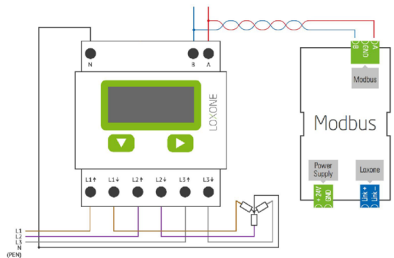 N B A
LOXONE
L1↑ L1↓ L2↑ L2↓ L3↑ L3↓
L1
L2
L3
N
(PEN)
B GND A
Modbus
Modbus
Power Supply
Loxone
+ 24V GND
Link + Link −